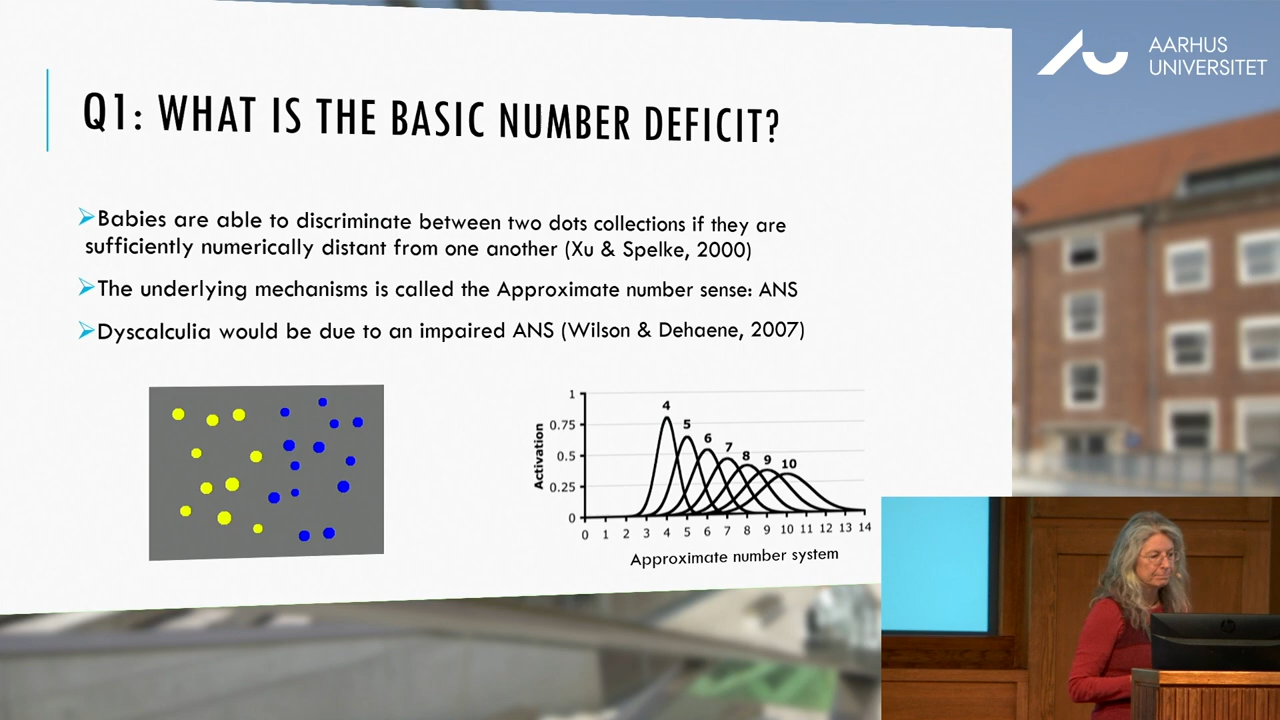 AARHUS
UNIVERSITET
Q1: WHAT IS THE BASIC NUMBER DEFICIT?
Babies are able to discriminate between two dots collections if they are
sufficiently numerically distant from one another (Xu & Spelke, 2000)
The underlying mechanisms is called the Approximate number sense: ANS
Dyscalculia would be due to an impaired ANS (Wilson & Dehaene, 2007)
Activation
1
0.75
0.5
0.25
0
4
5
6
7
8
9
10
0 1 2 3 4 5 6 7 8 9 10 11 12 13 14
Approximate number system
hp